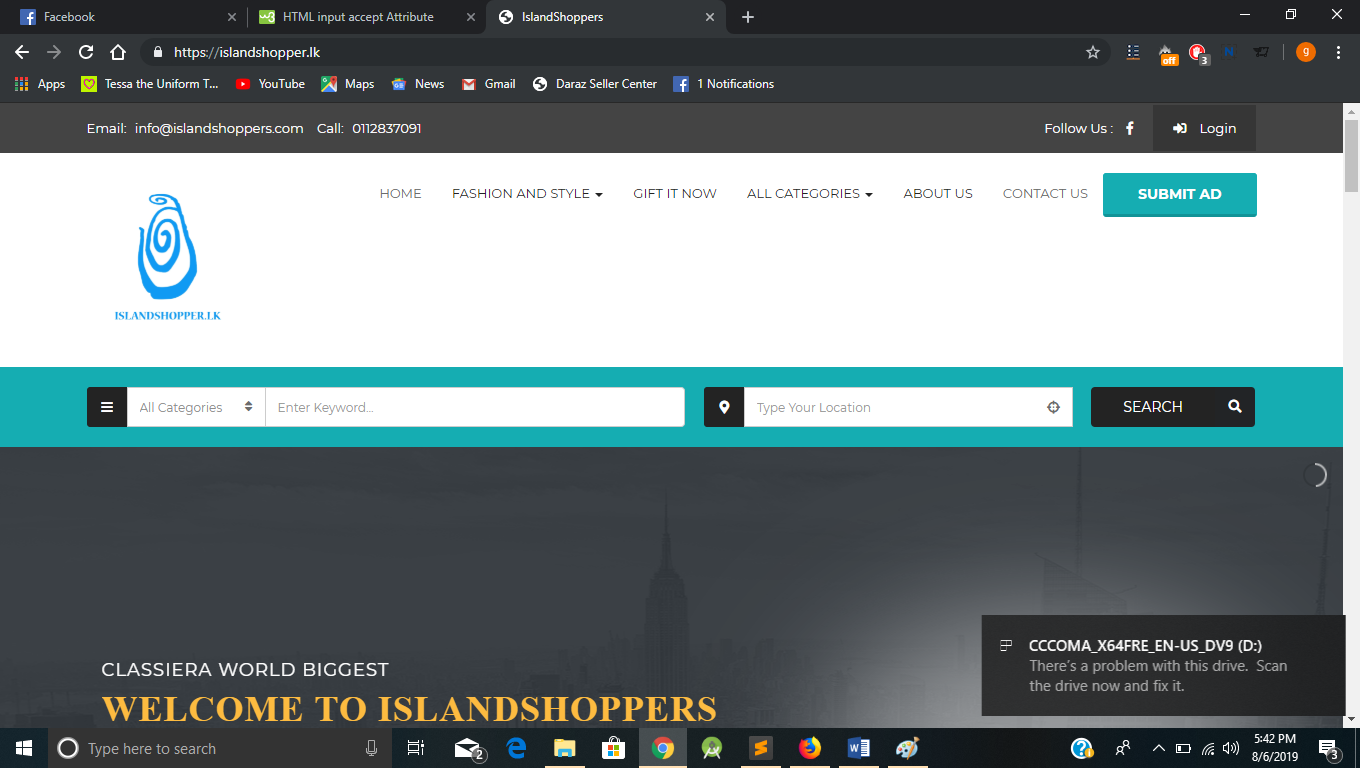 Facebook
HTML input accept Attribute
IslandShoppers
https://islandshopper.lk
off
3
g
Apps
Tessa the Uniform T...
YouTube
Maps
News
Gmail
Daraz Seller Center
1 Notifications
Email: info@islandshoppers.com Call: 0112837091
Follow Us :
Login
HOME
FASHION AND STYLE
GIFT IT NOW
ALL CATEGORIES
ABOUT US
CONTACT US
SUBMIT AD
ISLANDSHOPPER.LK
All Categories
Enter Keyword...
Type Your Location
SEARCH
CLASSIERA WORLD BIGGEST
WELCOME TO ISLANDSHOPPERS
CCCOMA_X64FRE_EN-US_DV9 (D:)
There's a problem with this drive. Scan
the drive now and fix it.
Type here to search
2
5:42 PM
8/6/2019
3